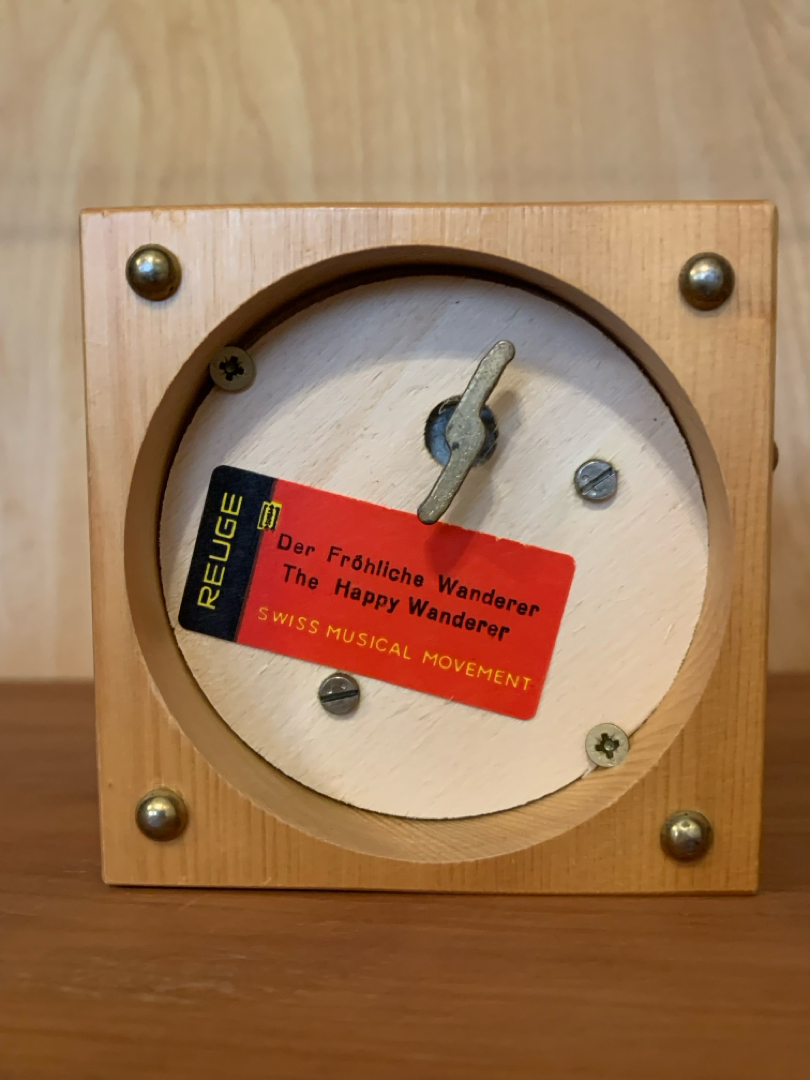 REUGE
Der Fröhliche Wanderer
The Happy Wanderer
SWISS MUSICAL MOVEMENT